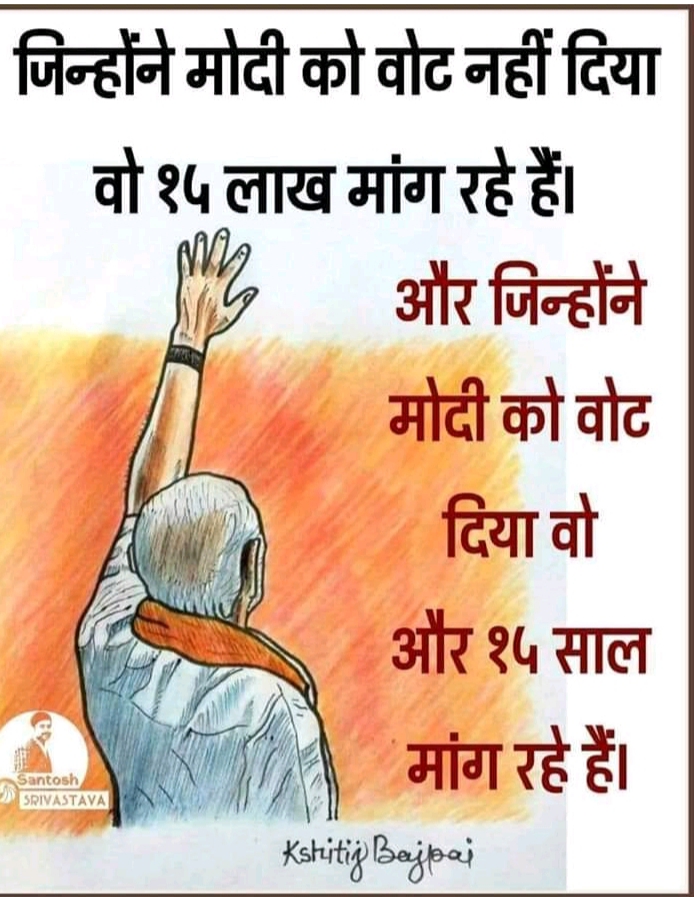 जिन्होंने मोदी को वोट नहीं दिया
वो १५ लाख मांग रहे हैं।
और जिन्होंने
मोदी को वोट
दिया वो
और १५ साल
मांग रहे हैं।
Santosh
SRIVASTAVA
Kshitij Bajpai